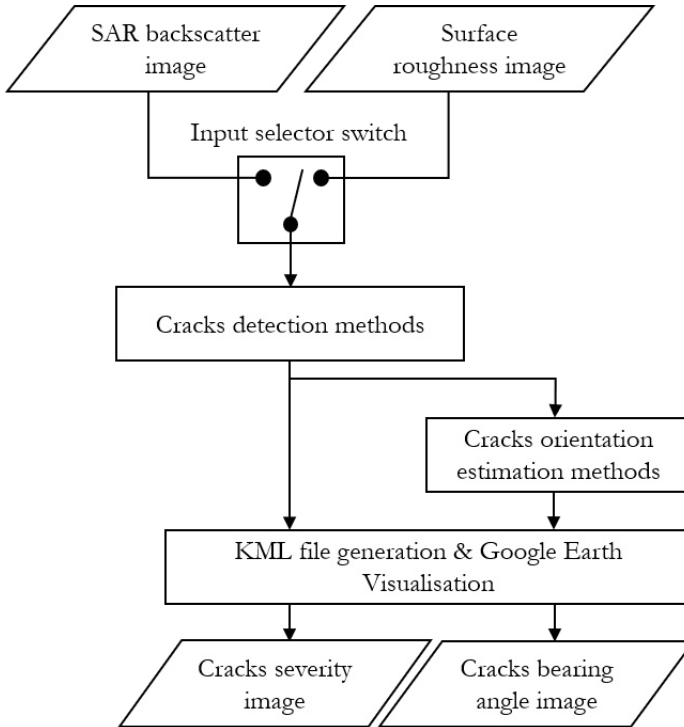 SAR backscatter
image
Surface
roughness image
Input selector switch
Cracks detection methods
Cracks orientation
estimation methods
KML file generation & Google Earth
Visualisation
Cracks severity
image
Cracks bearing
angle image